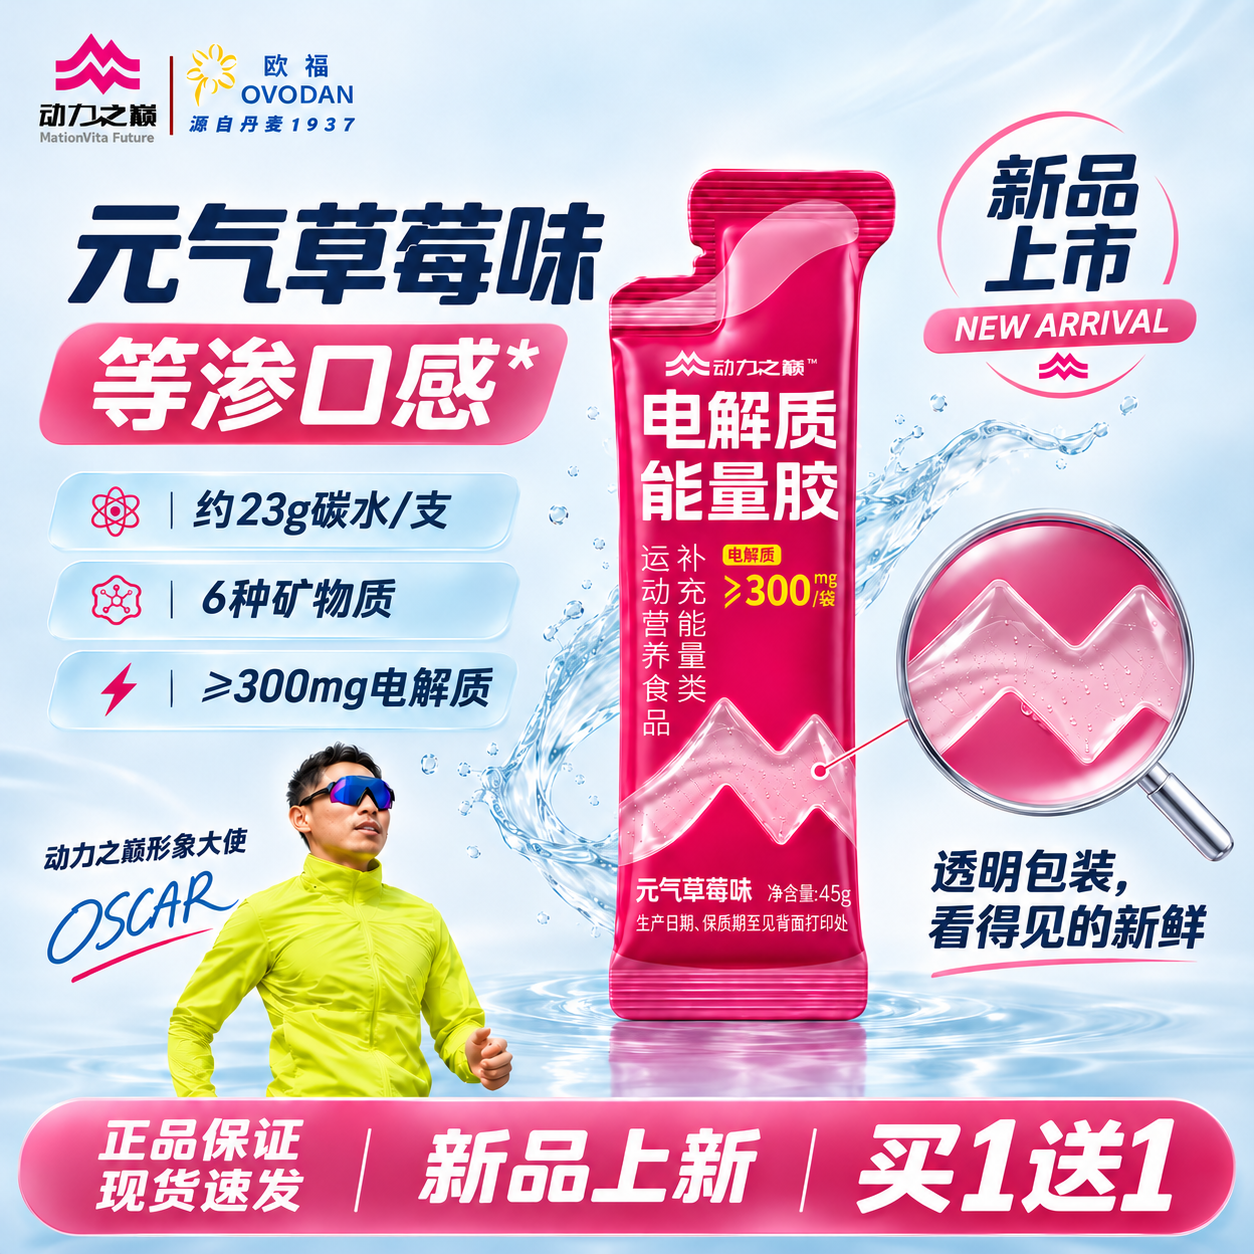 动力之巅
MationVita Future
欧福
OVODAN
源自丹麦1937
元气草莓味
等渗口感*
约23g碳水/支
6种矿物质
≥300mg电解质
动力之巅形象大使
OSCAR
新品
上市
NEW ARRIVAL
动力之巅™
电解质
能量胶
补充能量类
运动营养食品
电解质
≥300mg/袋
元气草莓味 净含量:45g
生产日期、保质期至见背面打印处
透明包装,
看得见的新鲜
正品保证
现货速发
新品上新
买1送1